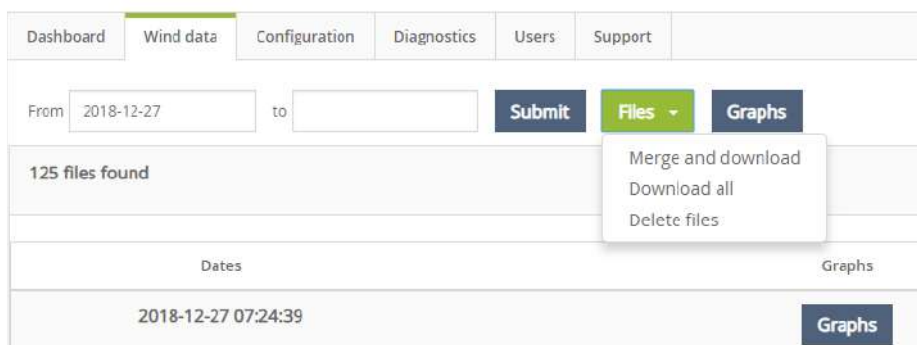 Dashboard Wind data Configuration Diagnostics Users Support
From 2018-12-27 to Submit Files Graphs
125 files found
Merge and download
Download all
Delete files
Dates Graphs
2018-12-27 07:24:39 Graphs